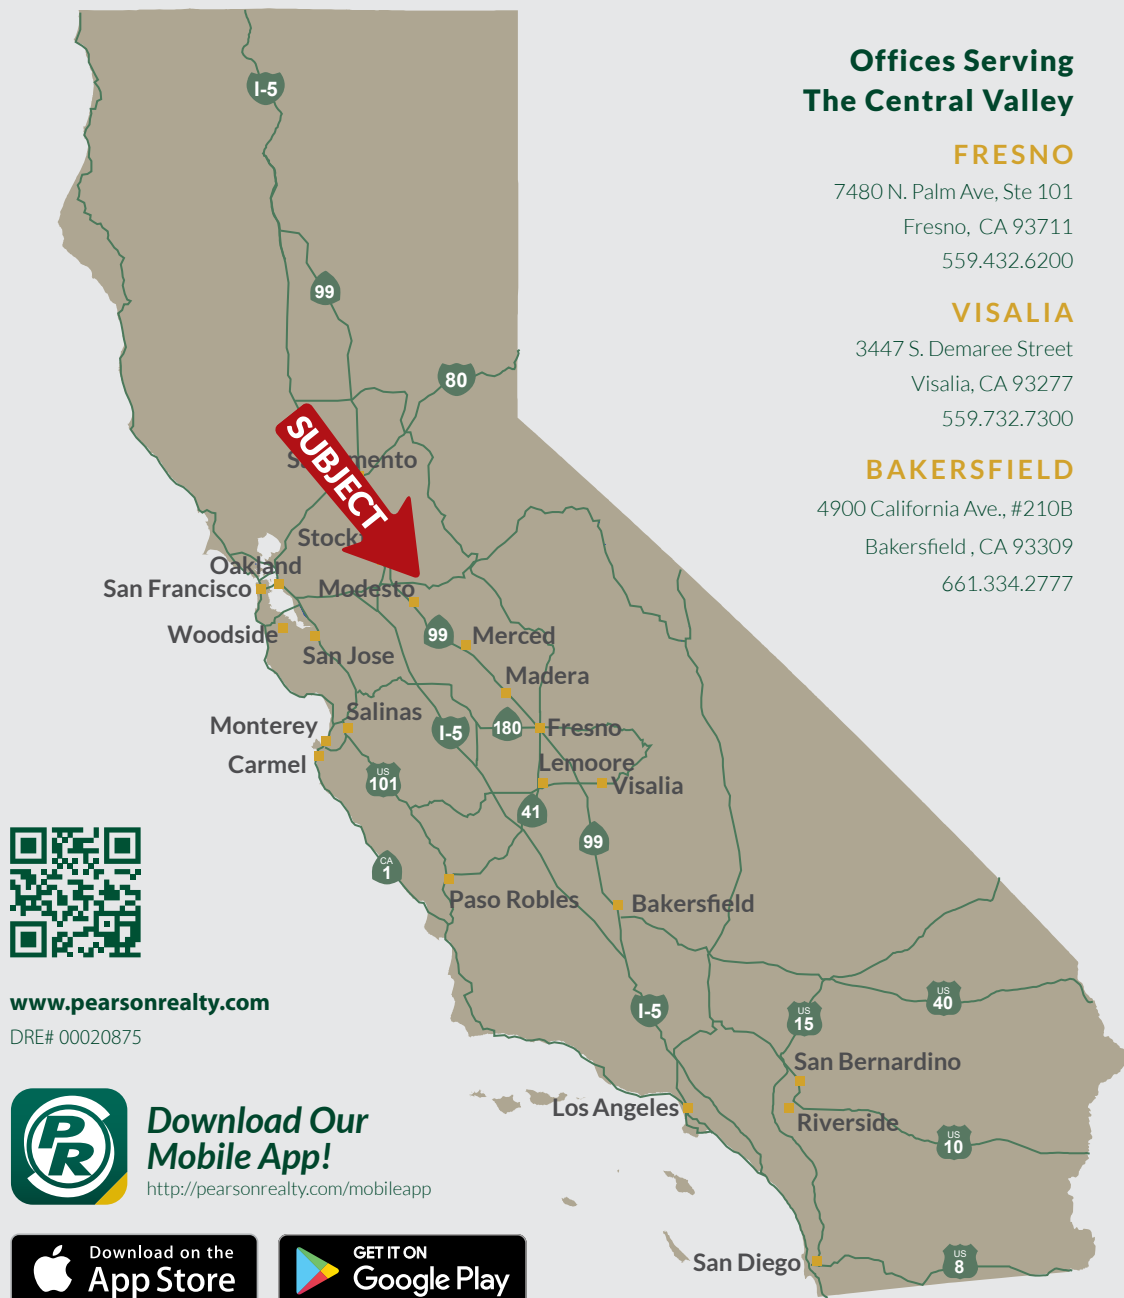 Offices Serving
The Central Valley
FRESNO
7480 N. Palm Ave, Ste 101
Fresno, CA 93711
559.432.6200
VISALIA
3447 S. Demaree Street
Visalia, CA 93277
559.732.7300
BAKERSFIELD
4900 California Ave., #210B
Bakersfield , CA 93309
661.334.2777
I-5
99
80
SUBJECT
Oakland
San Francisco
Modesto
Woodside
99
Merced
San Jose
Madera
Salinas
Monterey
I-5
180
Fresno
Carmel
Lemoore
US
101
Visalia
41
99
CA
1
Paso Robles
Bakersfield
I-5
US
15
US
40
San Bernardino
Los Angeles
Riverside
US
10
San Diego
US
8
www.pearsonrealty.com
DRE# 00020875
PR
Download Our
Mobile App!
http://pearsonrealty.com/mobileapp
Download on the
App Store
GET IT ON
Google Play